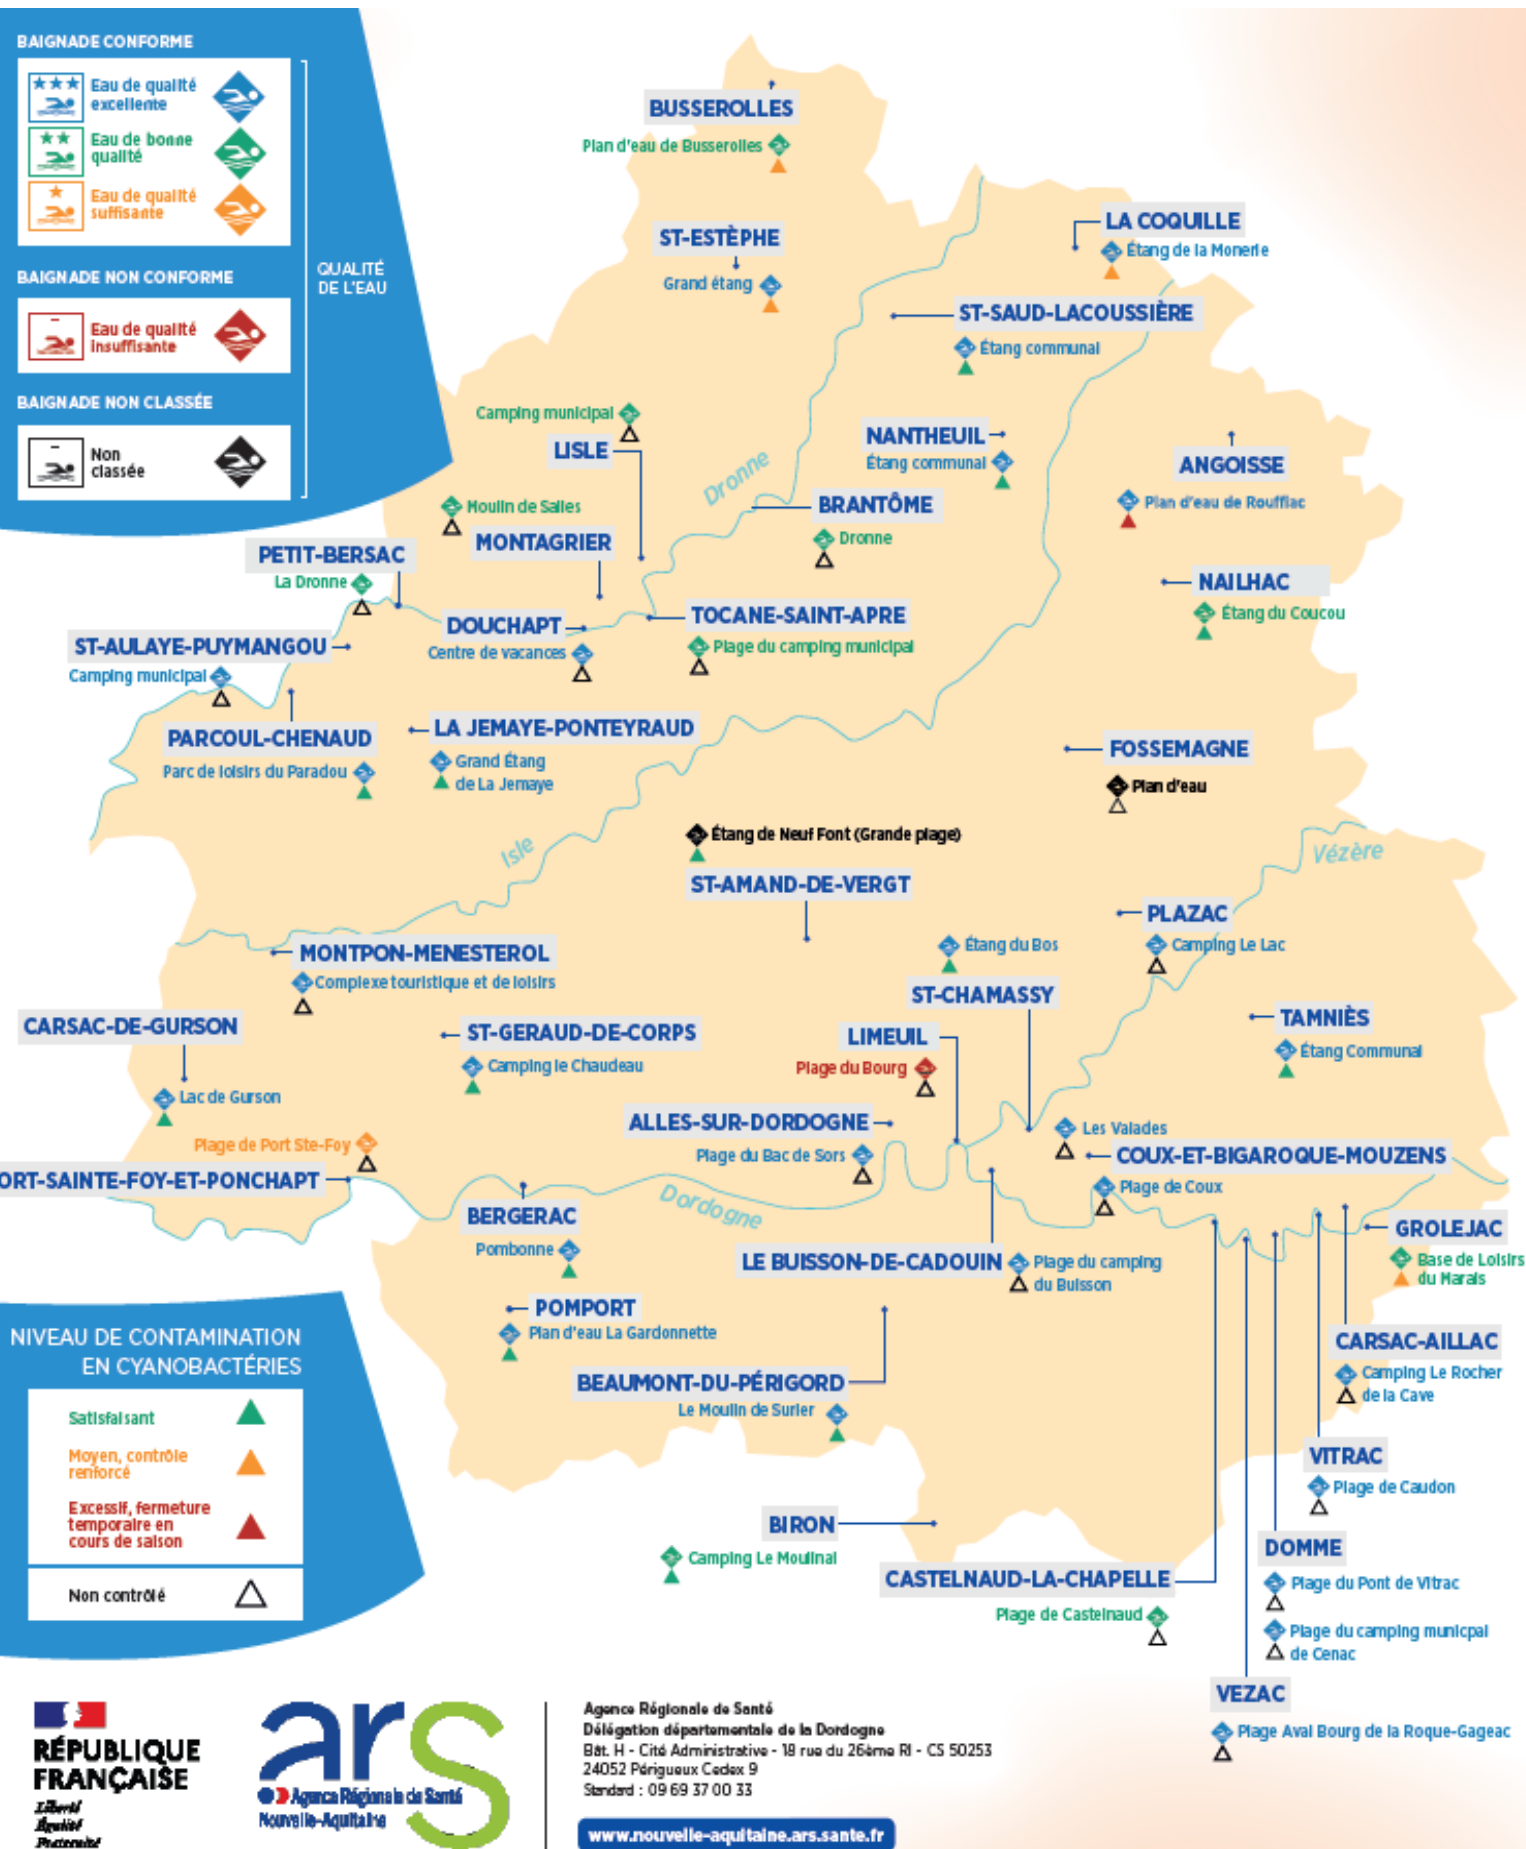 BAIGNADE CONFORME
Eau de qualité
excellente
Eau de bonne
qualité
Eau de qualité
suffisante
BAIGNADE NON CONFORME
Eau de qualité
insuffisante
BAIGNADE NON CLASSÉE
Non
classée
QUALITÉ
DE L'EAU
BUSSEROLLES
Plan d'eau de Busserolles
ST-ESTÈPHE
Grand étang
LA COQUILLE
Étang de la Monerie
ST-SAUD-LACOUSSIÈRE
Étang communal
Camping municipal
LISLE
NANTHEUIL
Étang communal
ANGOISSE
Plan d'eau de Rouffiac
Dronne
Moulin de Salles
MONTAGRIER
BRANTÔME
Dronne
PETIT-BERSAC
La Dronne
NAILHAC
Étang du Coucou
DOUCHAPT
Centre de vacances
TOCANE-SAINT-APRE
Plage du camping municipal
ST-AULAYE-PUYMANGOU
Camping municipal
PARCOUL-CHENAUD
Parc de loisirs du Paradou
LA JEMAYE-PONTEYRAUD
Grand Étang
de La Jemaye
FOSSEMAGNE
Plan d'eau
Étang de Neuf Font (Grande plage)
ST-AMAND-DE-VERGT
Isle
Vézère
PLAZAC
Camping Le Lac
MONTPON-MENESTEROL
Complexe touristique et de loisirs
Étang du Bos
ST-CHAMASSY
CARSAC-DE-GURSON
Lac de Gurson
ST-GERAUD-DE-CORPS
Camping le Chaudeau
LIMEUIL
Plage du Bourg
TAMNIÈS
Étang Communal
ALLES-SUR-DORDOGNE
Plage du Bac de Sors
Les Valades
COUX-ET-BIGAROQUE-MOUZENS
Plage de Coux
Plage de Port Ste-Foy
ORT-SAINTE-FOY-ET-PONCHAPT
Dordogne
BERGERAC
Pombonne
LE BUISSON-DE-CADOUIN
Plage du camping
du Buisson
GROLEJAC
Base de Loisirs
du Marais
POMPORT
Plan d'eau La Gardonnette
BEAUMONT-DU-PÉRIGORD
Le Moulin de Surier
CARSAC-AILLAC
Camping Le Rocher
de la Cave
VITRAC
Plage de Caudon
BIRON
Camping Le Moulinal
DOMME
Plage du Pont de Vitrac
Plage du camping municpal
de Cenac
CASTELNAUD-LA-CHAPELLE
Plage de Castelnaud
VEZAC
Plage Aval Bourg de la Roque-Gageac
NIVEAU DE CONTAMINATION
EN CYANOBACTÉRIES
Satisfaisant
Moyen, contrôle
renforcé
Excessif, fermeture
temporaire en
cours de saison
Non contrôlé
RÉPUBLIQUE
FRANÇAISE
Liberté
Égalité
Fraternité
ars
Agence Régionale de Santé
Nouvelle-Aquitaine
Agence Régionale de Santé
Délégation départementale de la Dordogne
Bât. H - Cité Administrative - 18 rue du 26ème RI - CS 50253
24052 Périgueux Cedex 9
Standard : 09 69 37 00 33
www.nouvelle-aquitaine.ars.sante.fr